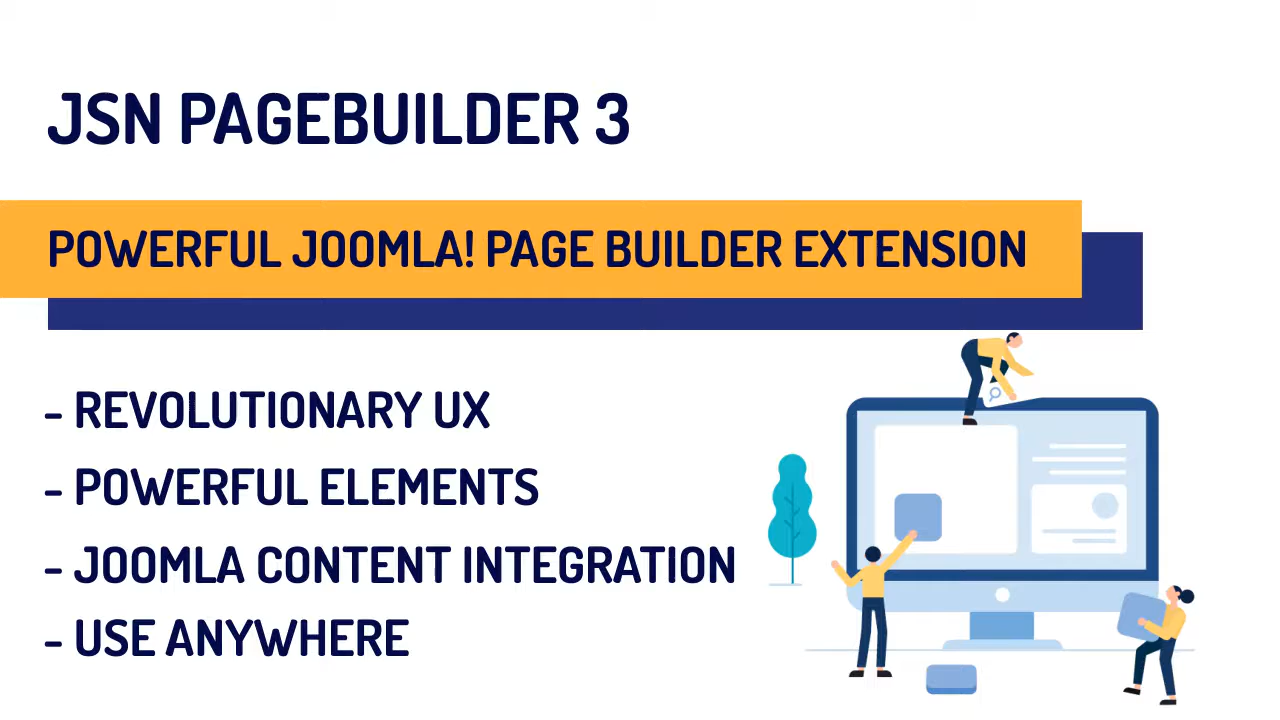 JSN PAGEBUILDER 3
POWERFUL JOOMLA! PAGE BUILDER EXTENSION
- REVOLUTIONARY UX
- POWERFUL ELEMENTS
- JOOMLA CONTENT INTEGRATION
- USE ANYWHERE